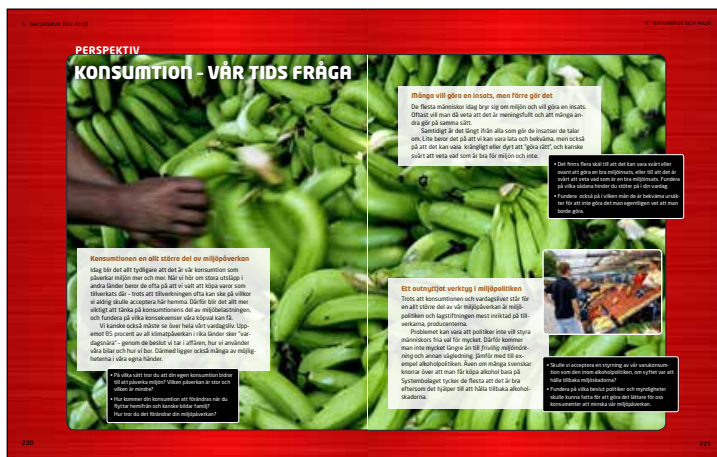 5. NATURBRUK OCH MILJÖ
PERSPEKTIV
KONSUMTION - VÅR TIDS FRÅGA
Konsumtionen en allt större del av miljöpåverkan
Idag blir det allt tydligare att det är vår konsumtion som
påverkar miljön mer och mer. När vi hör om stora utsläpp i
andra länder beror de ofta på att vi valt att köpa varor som
tillverkats där – trots att tillverkningen ofta kan ske på villkor
vi aldrig skulle acceptera här hemma. Därför blir det allt mer
viktigt att tänka på konsumtionens del av miljöbelastningen,
och fundera på vilka konsekvenser våra köpval kan få.
Vi kanske också måste se över hela vårt vardagsliv. Upp-
emot 85 procent av all klimatpåverkan i rika länder sker "var-
dagsnära" - genom de beslut vi tar i affären, hur vi använder
våra bilar och hur vi bor. Därmed ligger också många av möjlig-
heterna i våra egna händer.
• På vilka sätt tror du att din egen konsumtion bidrar
till att påverka miljön? Vilken påverkan är stor och
vilken är mindre?
• Hur kommer din konsumtion att förändras när du
flyttar hemifrån och kanske bildar familj?
Hur tror du det förändrar din miljöpåverkan?
220
5. NATURBRUK OCH MILJÖ
Många vill göra en insats, men färre gör det
De flesta människor idag bryr sig om miljön och vill göra en insats.
Oftast vill man då veta att det är meningsfullt och att många an-
dra gör på samma sätt.
Samtidigt är det långt ifrån alla som gör de insatser de talar
om. Lite beror det på att vi kan vara lata och bekväma, men också
på att det kan vara krångligt eller dyrt att "göra rätt", och kanske
svårt att veta vad som är bra för miljön och inte.
• Det finns flera skäl till att det kan vara svårt eller
ovant att göra en bra miljöinsats, eller till att det är
svårt att veta vad som är en bra miljöinsats. Fundera
på vilka sådana hinder du stöter på i din vardag.
• Fundera också på i vilken mån de är bekväma ursäk-
ter för att inte göra det man egentligen vet att man
borde göra.
Ett outnyttjat verktyg i miljöpolitiken
Trots att konsumtionen och vardagslivet står för
en allt större del av vår miljöpåverkan är miljö-
politiken och lagstiftningen mest inriktad på till-
verkarna, producenterna.
Problemet kan vara att politiker inte vill styra
människors fria val för mycket. Därför kommer
man inte mycket längre än till frivillig miljömärk-
ning och annan vägledning. Jämför med till ex-
empel alkoholpolitiken. Även om många svenskar
knorrar över att man får köpa alkohol bara på
Systembolaget tycker de flesta att det är bra
eftersom det hjälper till att hålla tillbaka alkohol-
skadorna.
• Skulle vi acceptera en styrning av vår varukonsum-
tion som den inom alkoholpolitiken, om syftet var att
hålla tillbaka miljöskadorna?
• Fundera på vilka beslut politiker och myndigheter
skulle kunna fatta för att göra det lättare för oss
konsumenter att minska vår miljöpåverkan.
221